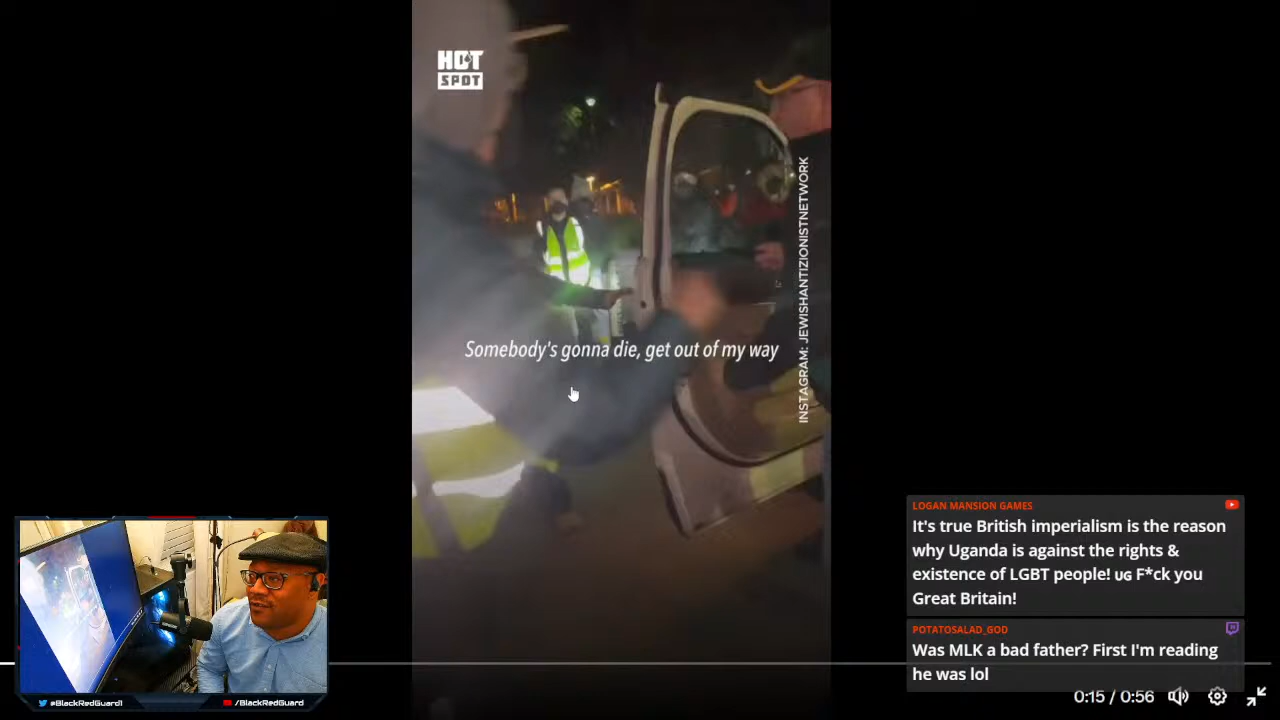 HOT
SPOT
INSTAGRAM: JEWISHANTIZIONISTNETWORK
Somebody's gonna die, get out of my way
LOGAN MANSION GAMES
It's true British imperialism is the reason
why Uganda is against the rights &
existence of LGBT people! UG F*ck you
Great Britain!
POTATOSALAD_GOD
Was MLK a bad father? First I'm reading
he was lol
0:15 / 0:56
@BlackRedGuard1
/BlackRedGuard